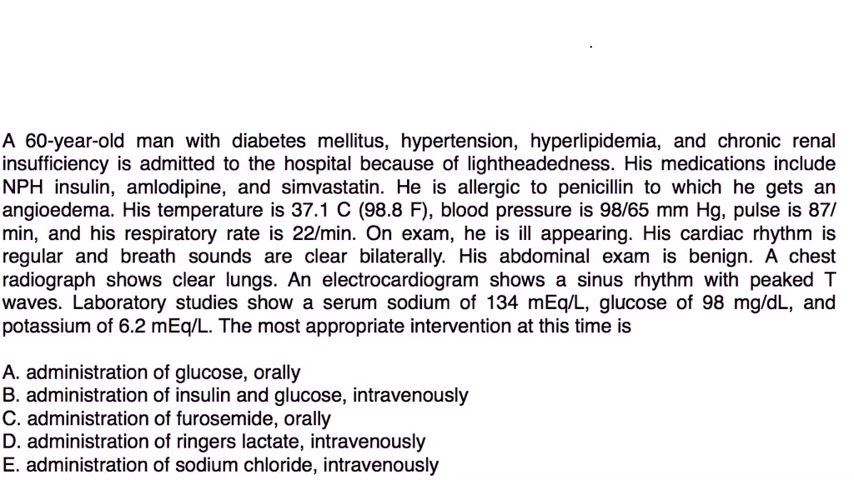 A 60-year-old man with diabetes mellitus, hypertension, hyperlipidemia, and chronic renal
insufficiency is admitted to the hospital because of lightheadedness. His medications include
NPH insulin, amlodipine, and simvastatin. He is allergic to penicillin to which he gets an
angioedema. His temperature is 37.1 C (98.8 F), blood pressure is 98/65 mm Hg, pulse is 87/
min, and his respiratory rate is 22/min. On exam, he is ill appearing. His cardiac rhythm is
regular and breath sounds are clear bilaterally. His abdominal exam is benign. A chest
radiograph shows clear lungs. An electrocardiogram shows a sinus rhythm with peaked T
waves. Laboratory studies show a serum sodium of 134 mEq/L, glucose of 98 mg/dL, and
potassium of 6.2 mEq/L. The most appropriate intervention at this time is
A. administration of glucose, orally
B. administration of insulin and glucose, intravenously
C. administration of furosemide, orally
D. administration of ringers lactate, intravenously
E. administration of sodium chloride, intravenously